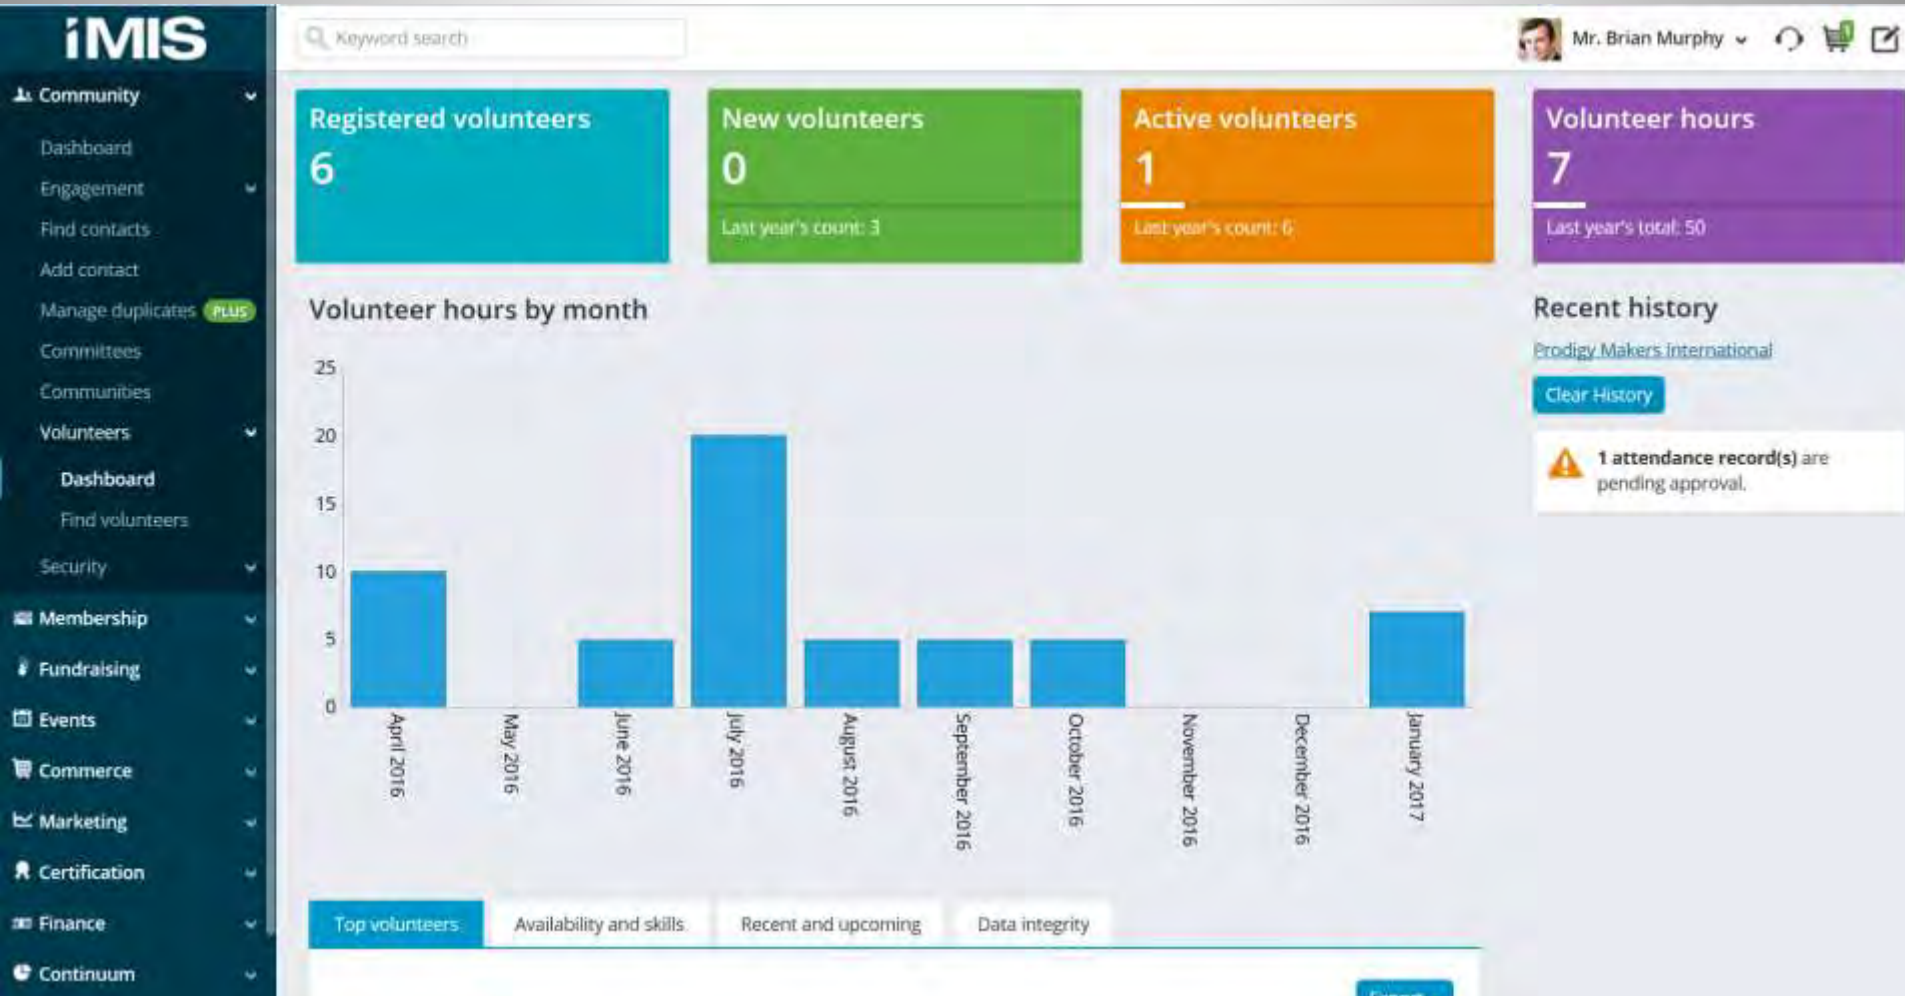 iMIS
Keyword search
Mr. Brian Murphy
0
Community
Dashboard
Engagement
Find contacts
Add contact
Manage duplicates PLUS
Committees
Communities
Volunteers
Dashboard
Find volunteers
Security
Membership
Fundraising
Events
Commerce
Marketing
Certification
Finance
Continuum
Registered volunteers
6
New volunteers
0
Last year's count: 3
Active volunteers
1
Last year's count: 6
Volunteer hours
7
Last year's total: 50
Volunteer hours by month
25
20
15
10
5
0
April 2016
May 2016
June 2016
July 2016
August 2016
September 2016
October 2016
November 2016
December 2016
January 2017
Recent history
Prodigy Makers International
Clear History
1 attendance record(s) are
pending approval.
Top volunteers
Availability and skills
Recent and upcoming
Data integrity